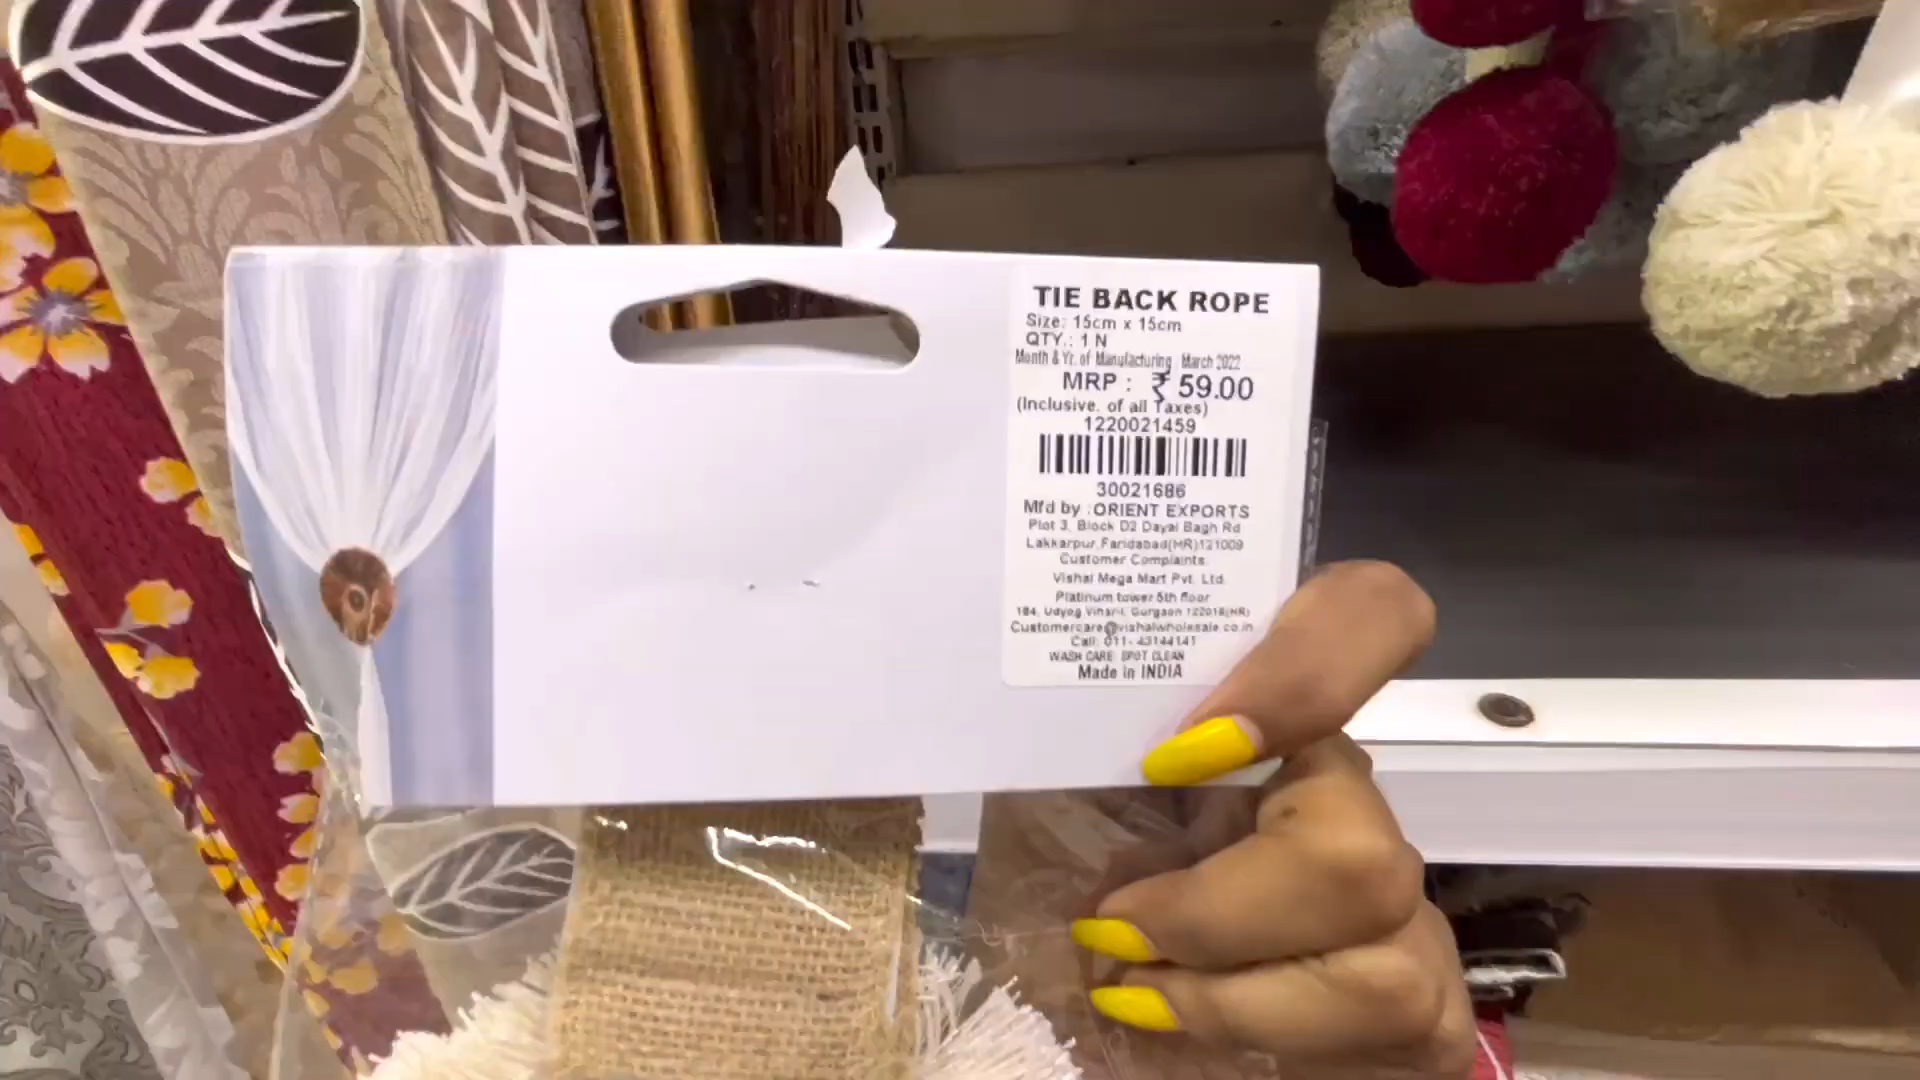 TIE BACK ROPE
Size: 15cm x 15cm
QTY.: 1 N
Month & Yr. of Manufacturing : March 2022
MRP : ₹ 59.00
(Inclusive. of all Taxes)
1220021459
30021686
Mfd by :ORIENT EXPORTS
Plot 3, Block D2 Dayal Bagh Rd
Lakkarpur,Faridabad(HR)121009
Customer Complaints:
Vishal Mega Mart Pvt. Ltd.
Platinum tower 5th floor
184, Udyog Vihar-I, Gurgaon 122016(HR)
Customercare@vishalwholesale.co.in
Call: 011- 43144141
WASH CARE: SPOT CLEAN
Made in INDIA